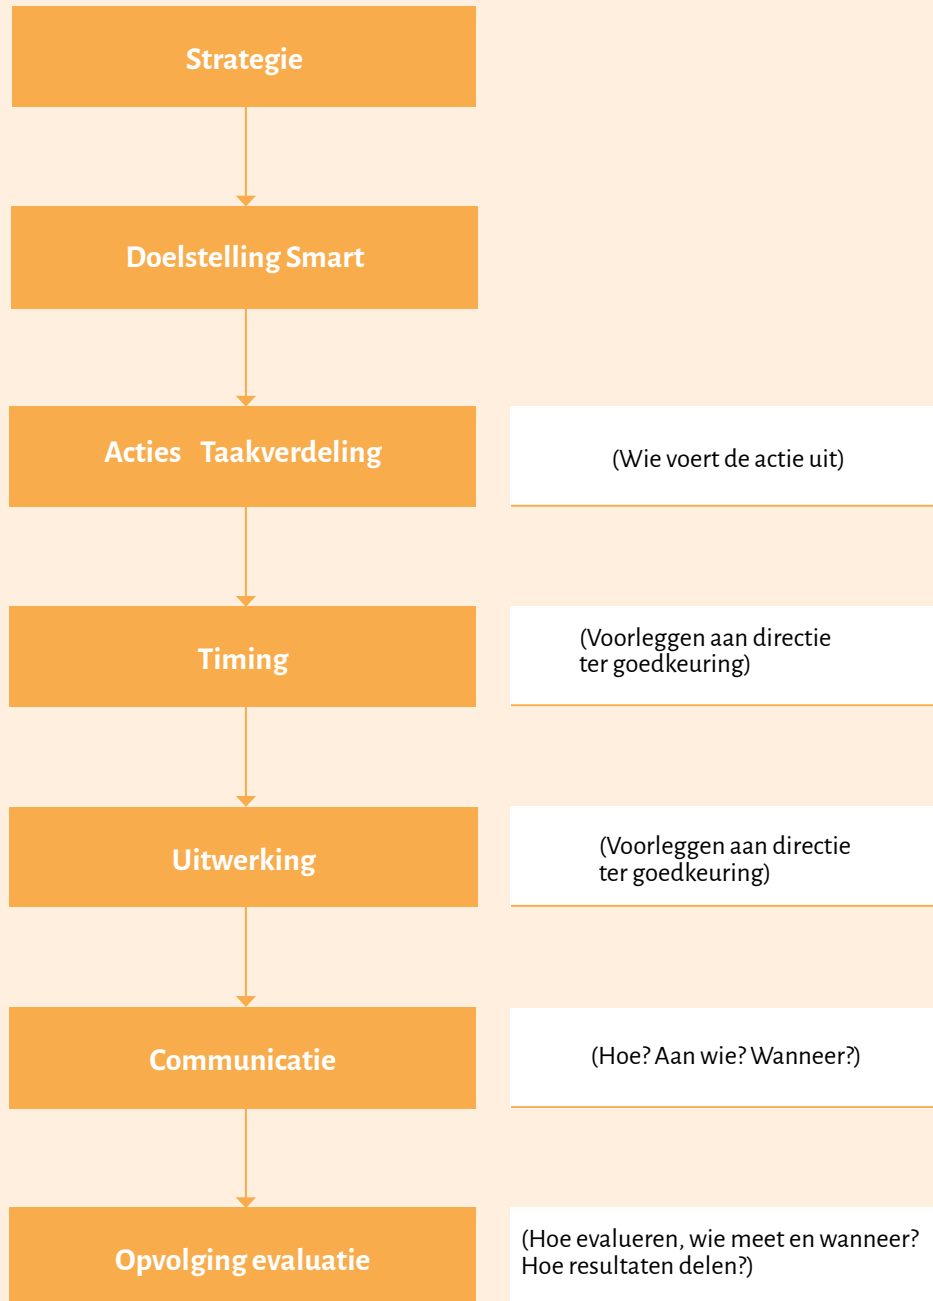 Strategie
Doelstelling Smart
Acties Taakverdeling
(Wie voert de actie uit)
Timing
(Voorleggen aan directie
ter goedkeuring)
Uitwerking
(Voorleggen aan directie
ter goedkeuring)
Communicatie
(Hoe? Aan wie? Wanneer?)
Opvolging evaluatie
(Hoe evalueren, wie meet en wanneer?
Hoe resultaten delen?)